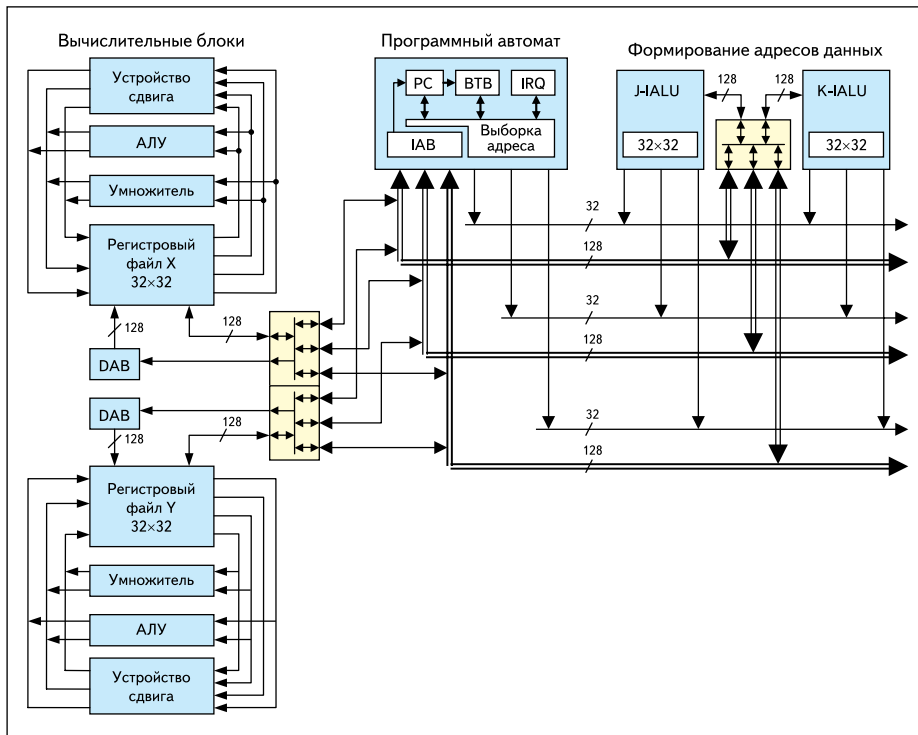 Вычислительные блоки
Программный автомат
Формирование адресов данных
Устройство
сдвига
АЛУ
Умножитель
Регистровый
файл X
32×32
128
DAB
128
DAB
128
128
Регистровый
файл Y
32×32
Умножитель
АЛУ
Устройство
сдвига
PC
BTB
IRQ
Выборка
адреса
IAB
J-IALU
32×32
128
128
K-IALU
32×32
32
128
32
128
32
128